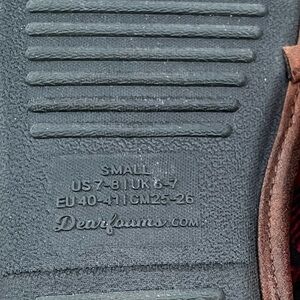 SMALL
US 7-8 | UK 6-7
EU 40-41 | CM 25-26
Dearfoams.COM